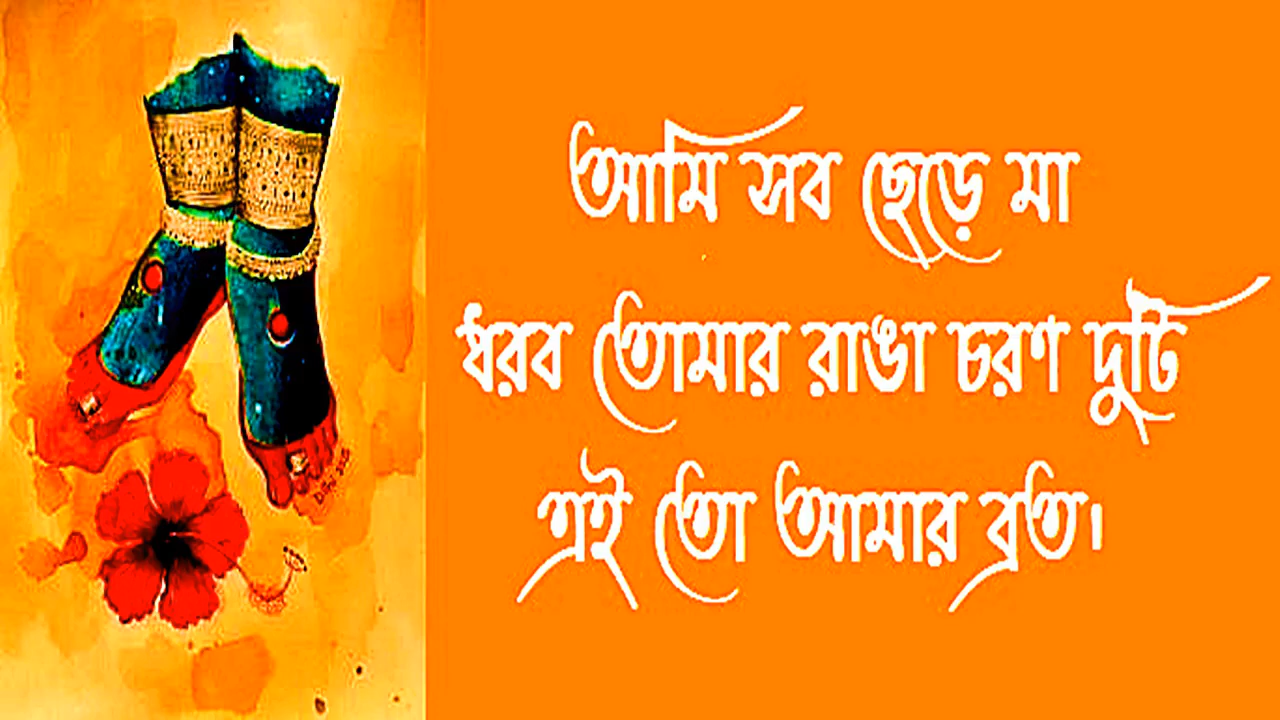 আমি সব ছেড়ে মা
ধরব তোমার রাঙা চরণ দুটি
এই তো আমার ব্রত।